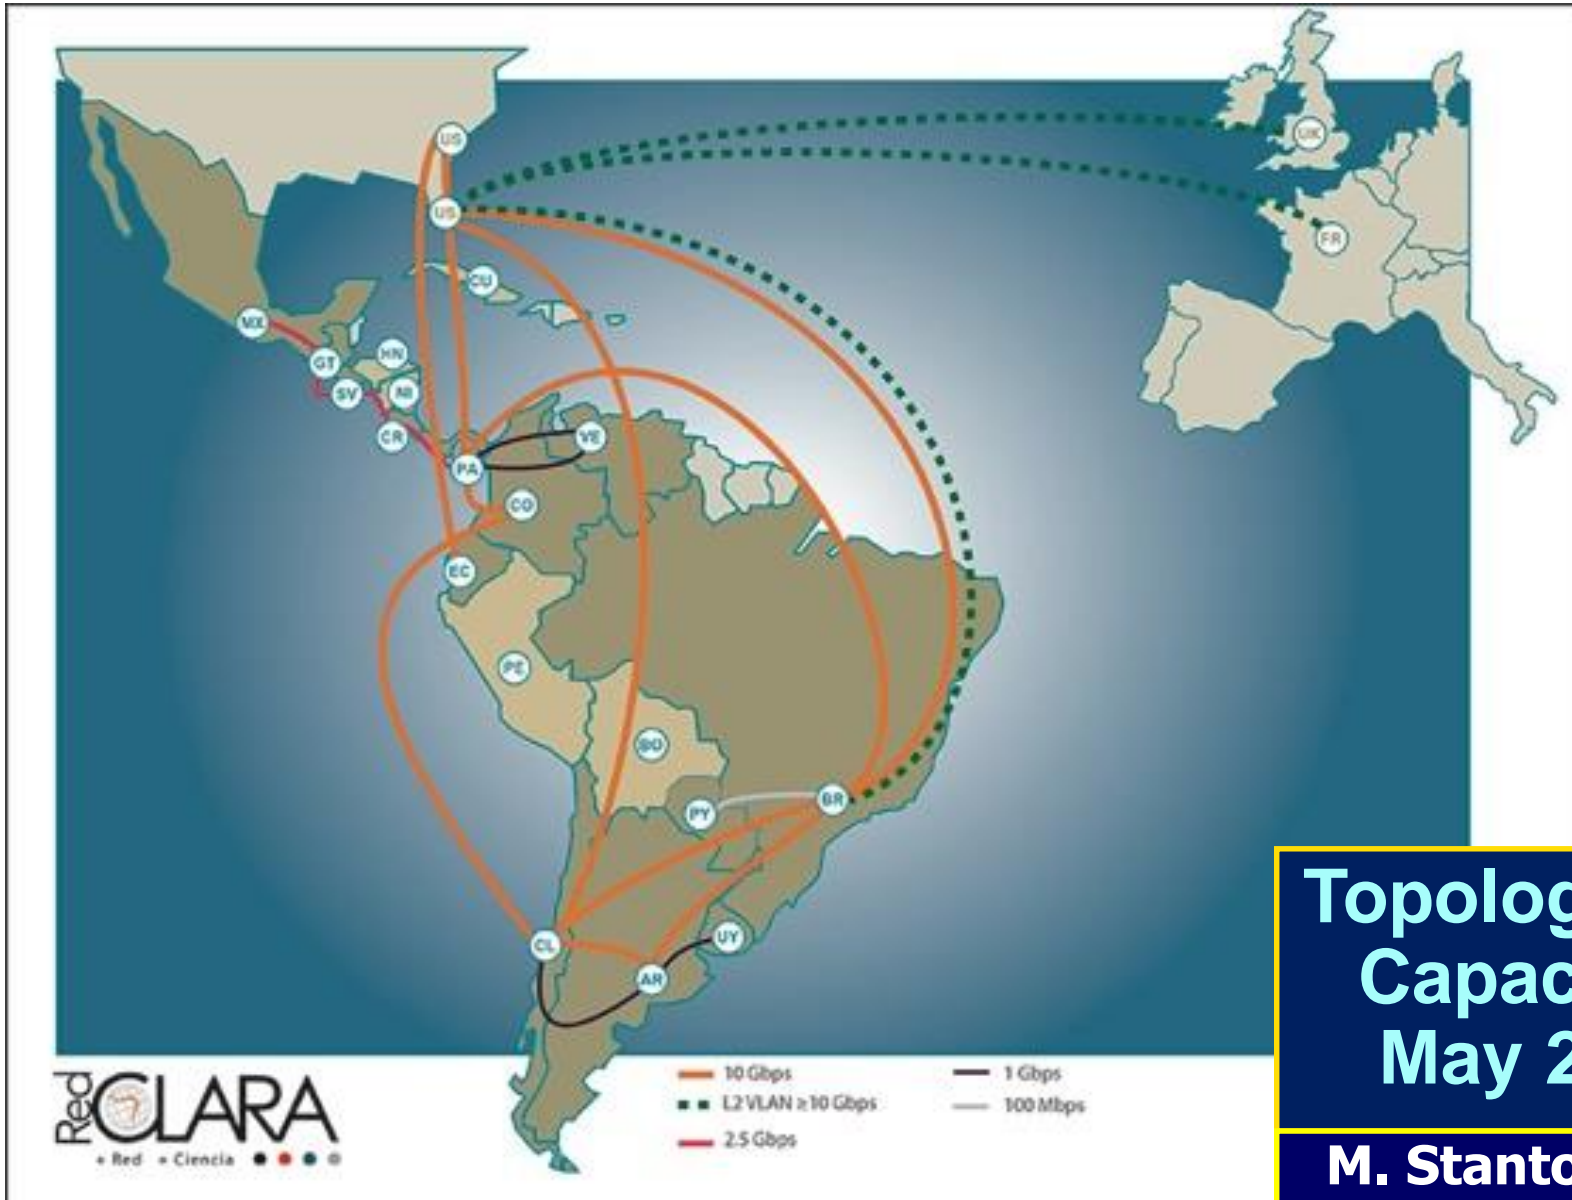 US
UK
US
FR
CU
MX
HN
GT
NI
SV
CR
VE
PA
CO
EC
PE
BO
BR
PY
UY
CL
AR
Topolog
Capac
May 2
M. Stanto
Red CLARA
+ Red + Ciencia
10 Gbps
L2 VLAN ≥10 Gbps
2.5 Gbps
1 Gbps
100 Mbps